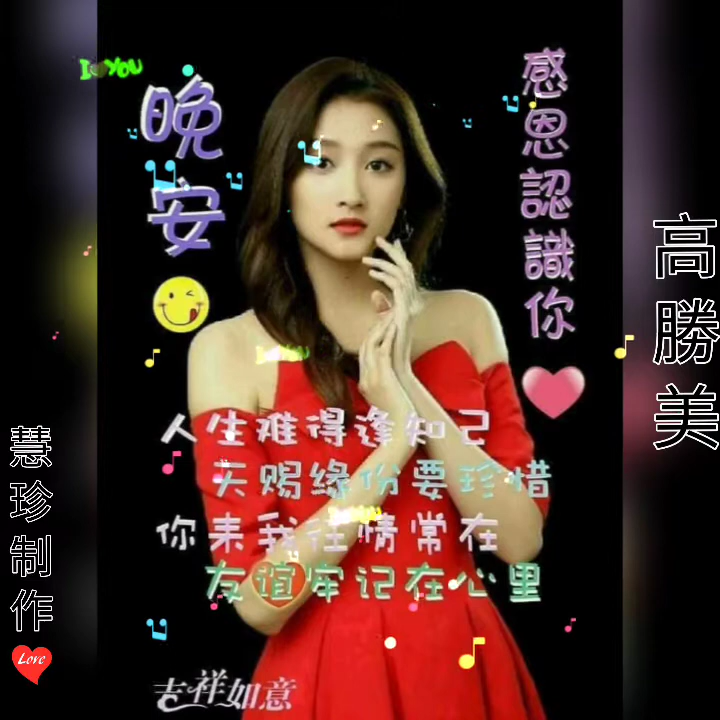 I YOU
晚安
感恩認識你
高勝美
I YOU
人生难得逢知己
天赐緣份要珍惜
你来我往情常在
友谊牢记在心里
慧珍制作
Love
吉祥如意